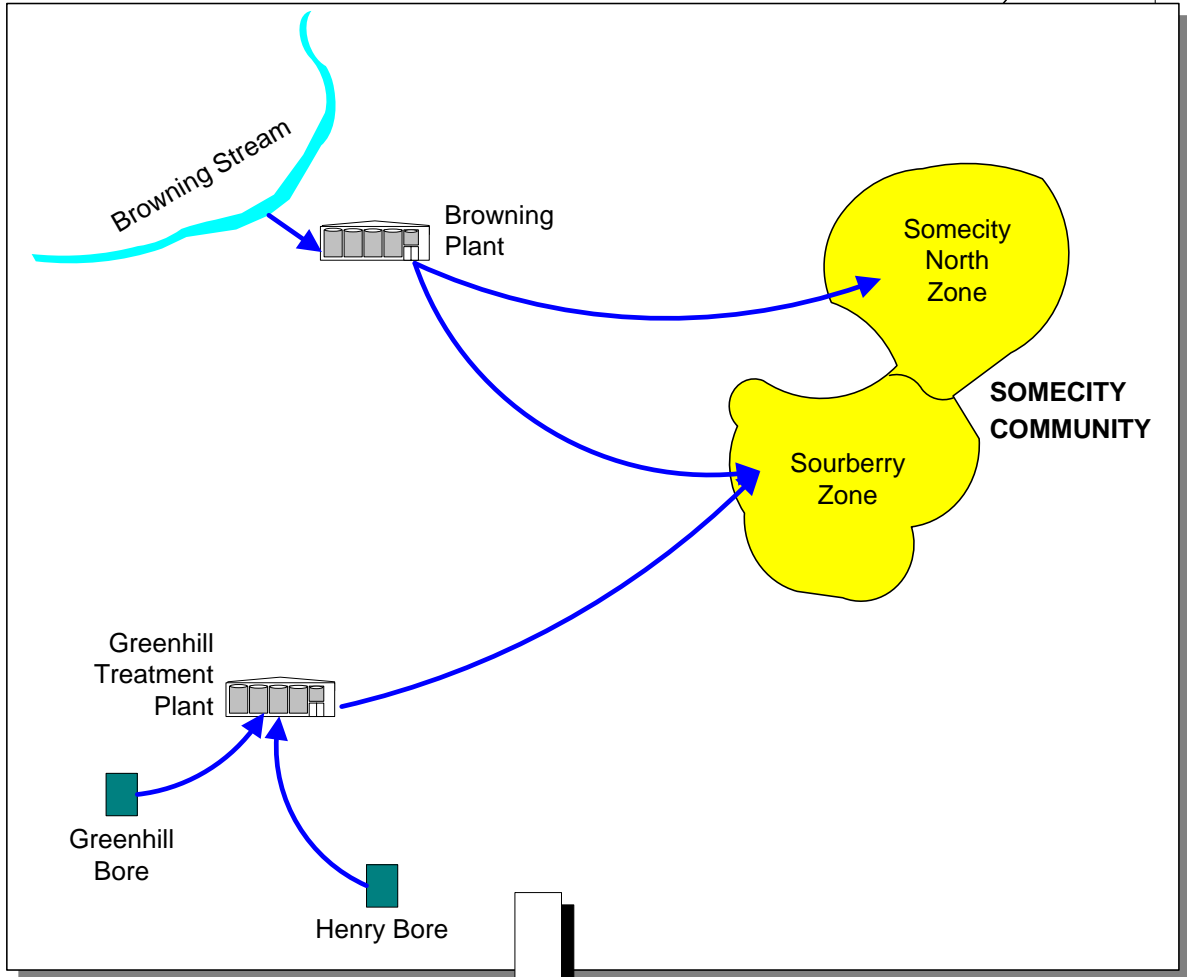 Browning Stream
Browning
Plant
Somecity
North
Zone
SOMECITY
COMMUNITY
Sourberry
Zone
Greenhill
Treatment
Plant
Greenhill
Bore
Henry Bore